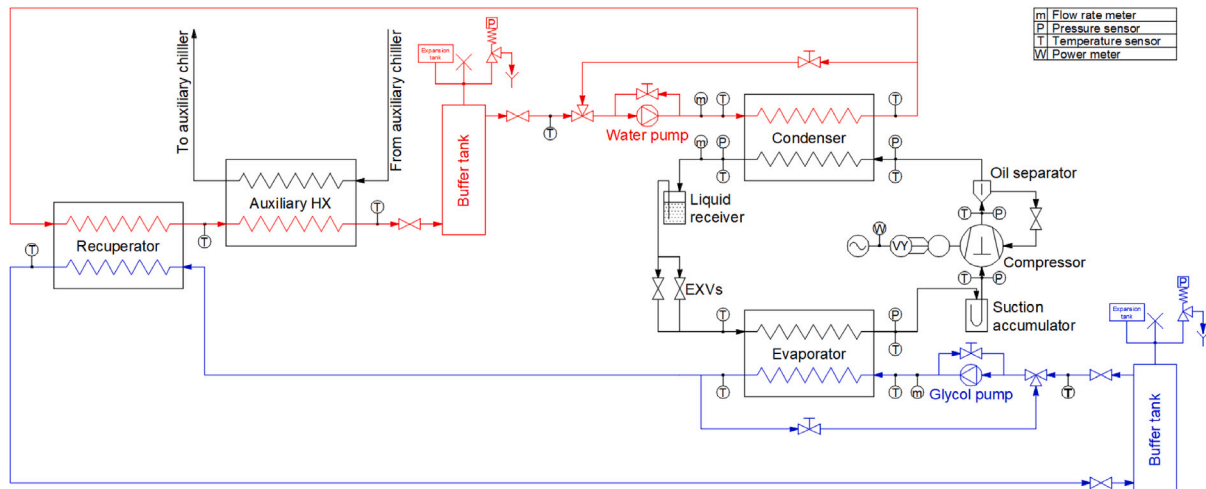 m Flow rate meter
P Pressure sensor
T Temperature sensor
W Power meter
To auxiliary chiller
From auxiliary chiller
P
Expansion
tank
Buffer tank
T
Water pump
m T
T
Condenser
m P
T
P
T
Auxiliary HX
T
T
Recuperator
T
Liquid
receiver
Oil separator
T P
W
VY
Compressor
T P
EXVs
Suction
accumulator
T
P
T
Evaporator
T
T m
Glycol pump
T
P
Expansion
tank
Buffer tank